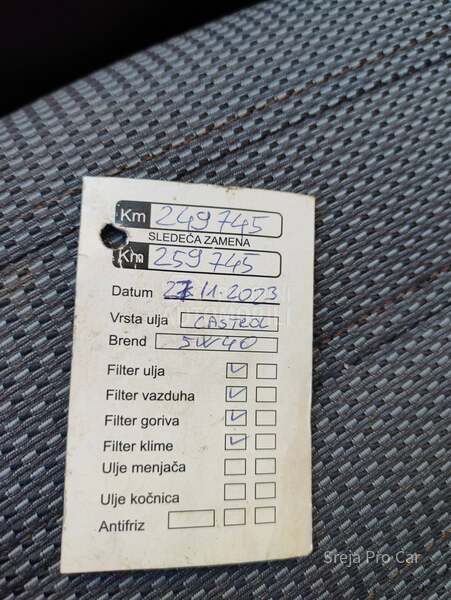 Km 249745
SLEDEĆA ZAMENA
Km 259745
Datum 27.11.2023
Vrsta ulja CASTROL
Brend 5W40
Filter ulja ✓
Filter vazduha ✓
Filter goriva ✓
Filter klime ✓
Ulje menjača
Ulje kočnica
Antifriz
Sreja Pro Car